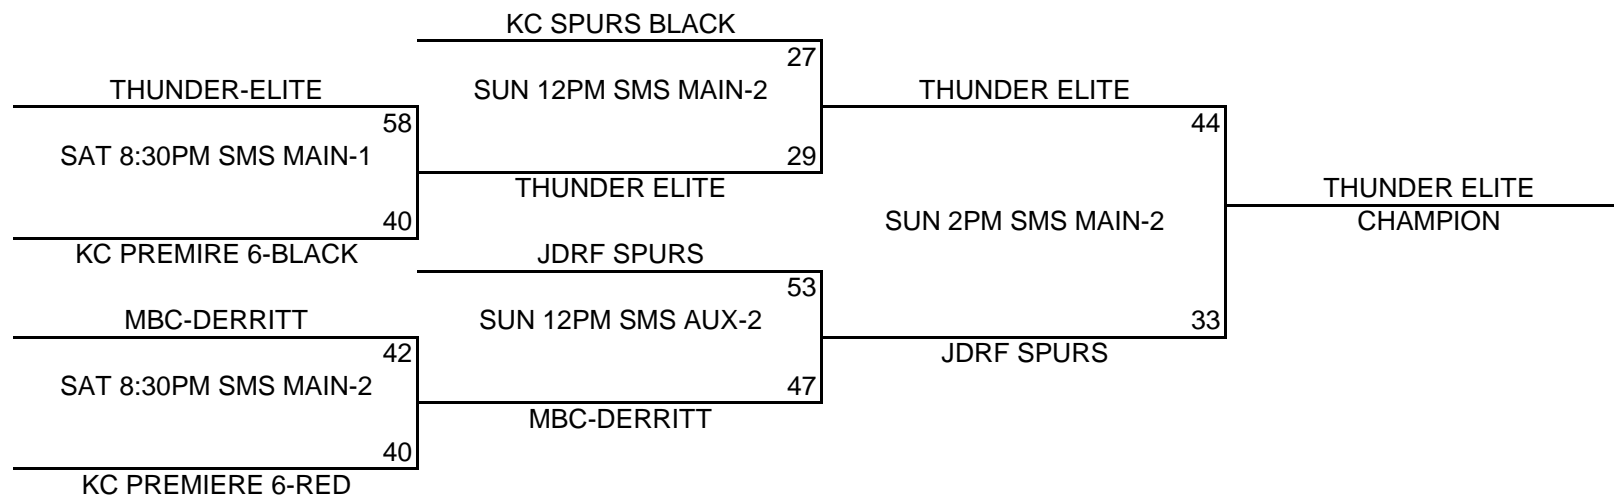 KC SPURS BLACK
27
THUNDER-ELITE
SUN 12PM SMS MAIN-2
THUNDER ELITE
58
44
SAT 8:30PM SMS MAIN-1
29
THUNDER ELITE
THUNDER ELITE
40
SUN 2PM SMS MAIN-2
CHAMPION
KC PREMIRE 6-BLACK
JDRF SPURS
53
MBC-DERRITT
SUN 12PM SMS AUX-2
33
42
JDRF SPURS
SAT 8:30PM SMS MAIN-2
47
MBC-DERRITT
40
KC PREMIERE 6-RED